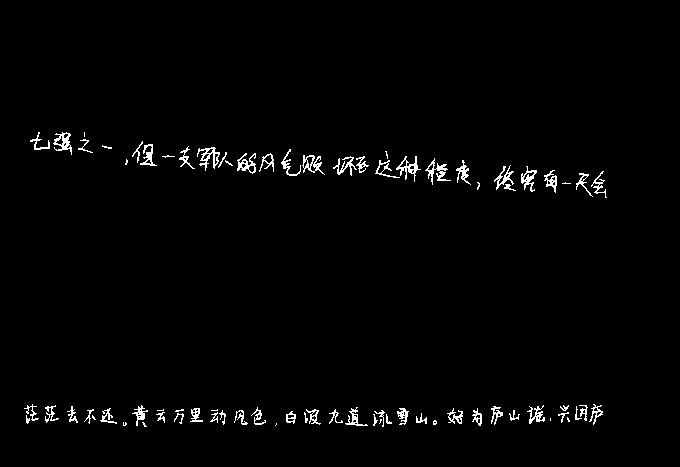 七强之一,但一支军队的风气败坏到这种程度,终究有一天会
茫茫去不还。黄云万里动风色,白波九道流雪山。好为庐山谣,兴因庐